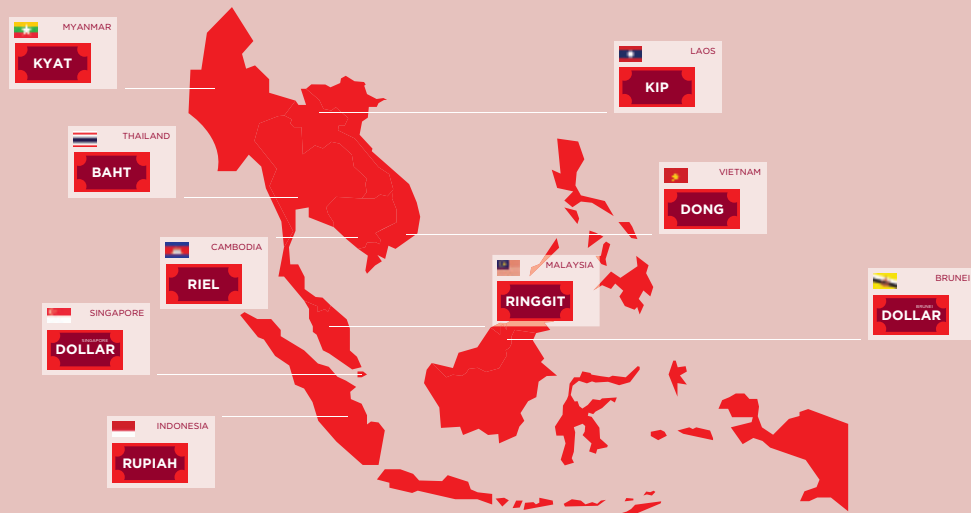 MYANMAR
KYAT
LAOS
KIP
THAILAND
BAHT
VIETNAM
DONG
CAMBODIA
RIEL
MALAYSIA
RINGGIT
BRUNEI
BRUNEI
DOLLAR
SINGAPORE
SINGAPORE
DOLLAR
INDONESIA
RUPIAH